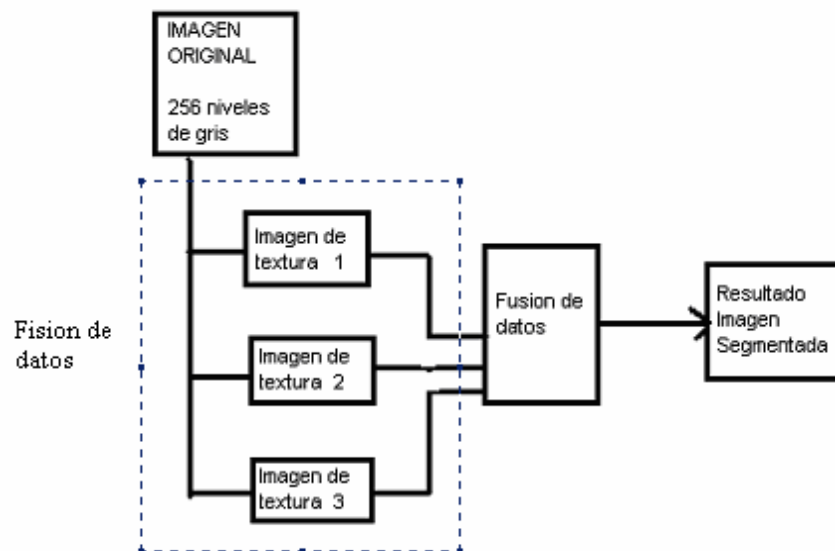 IMAGEN
ORIGINAL
256 niveles
de gris
Imagen de
textura 1
Fusion de
datos
Resultado
Imagen
Segmentada
Fision de
datos
Imagen de
textura 2
Imagen de
textura 3